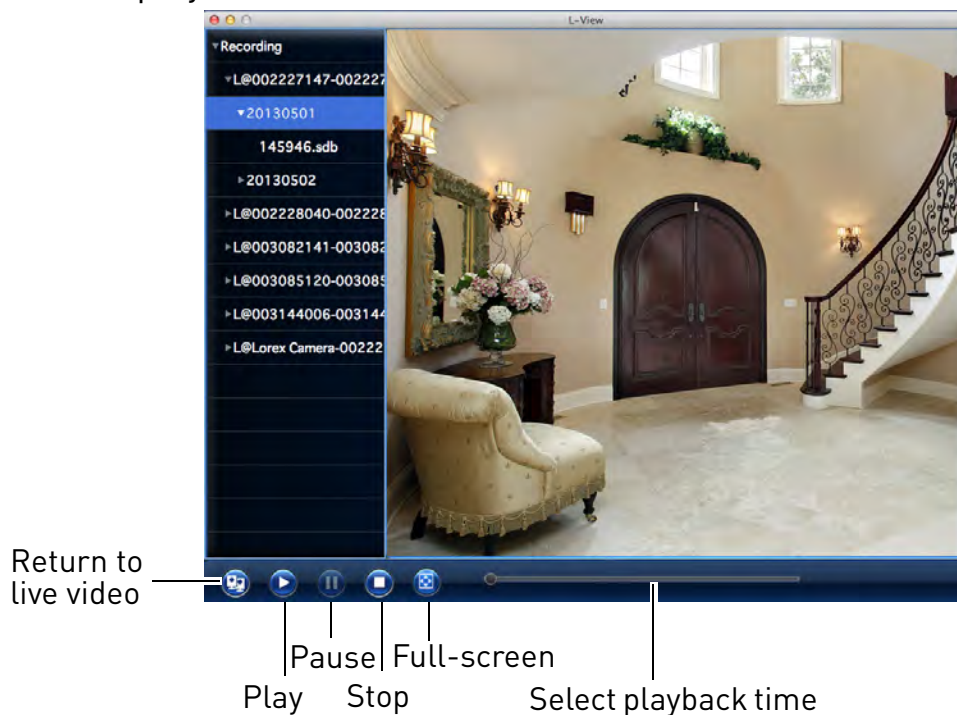 L-View
Recording
L@002227147-002227
20130501
145946.sdb
20130502
L@002228040-002228
L@003082141-003082
L@003085120-003085
L@003144006-003144
L@Lorex Camera-00222
Return to
live video
Pause
Full-screen
Play
Stop
Select playback time